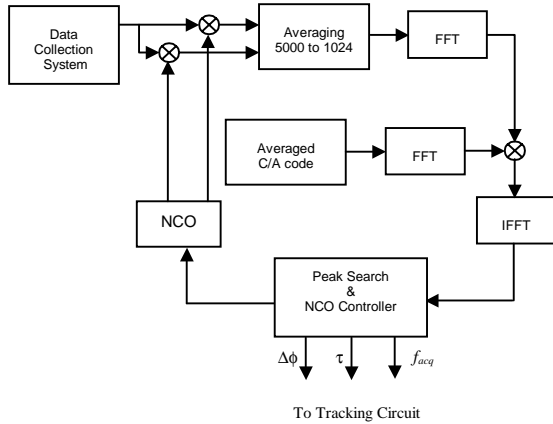 Data
Collection
System
Averaging
5000 to 1024
FFT
Averaged
C/A code
FFT
NCO
IFFT
Peak Search
&
NCO Controller
Δϕ
τ
f_acq
To Tracking Circuit